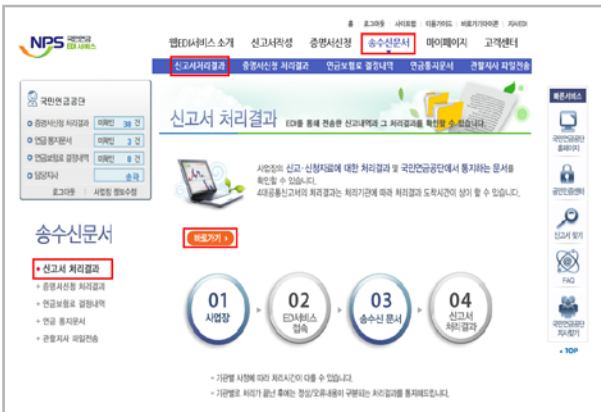 홈 로그아웃 사이트맵 이용가이드 바로가기아이콘 지사EDI
NPS 국민연금 EDI 서비스
웹EDI서비스 소개 신고서작성 증명서신청 송수신문서 마이페이지 고객센터
신고서처리결과 증명서신청 처리결과 연금보험료 결정내역 연금통지문서 관할지사 파일전송
국민연금공단
증명서신청 처리결과 미확인 38 건
연금 통지문서 미확인 3 건
연금보험료 결정내역 미확인 0 건
담당지사 송파
로그아웃 사업장 정보수정
신고서 처리결과 EDI를 통해 전송한 신고내역과 그 처리결과를 확인할 수 있습니다.
사업장의 신고·신청자료에 대한 처리결과 및 국민연금공단에서 통지하는 문서를
확인할 수 있습니다.
4대공통신고서의 처리결과는 처리기관에 따라 처리결과 도착시간이 상이 할 수 있습니다.
바로가기
송수신문서
신고서 처리결과
증명서신청 처리결과
연금보험료 결정내역
연금 통지문서
관할지사 파일전송
01 사업장
02 EDI서비스 접속
03 송수신 문서
04 신고서 처리결과
기관별 사정에 따라 처리시간이 다를 수 있습니다.
기관별로 처리가 끝난 후에는 정상/오류내용이 구분되는 처리결과를 통지해드립니다.
빠른서비스
국민연금공단
홈페이지
공인인증센터
신고서 찾기
FAQ
국민연금공단
지사찾기
TOP